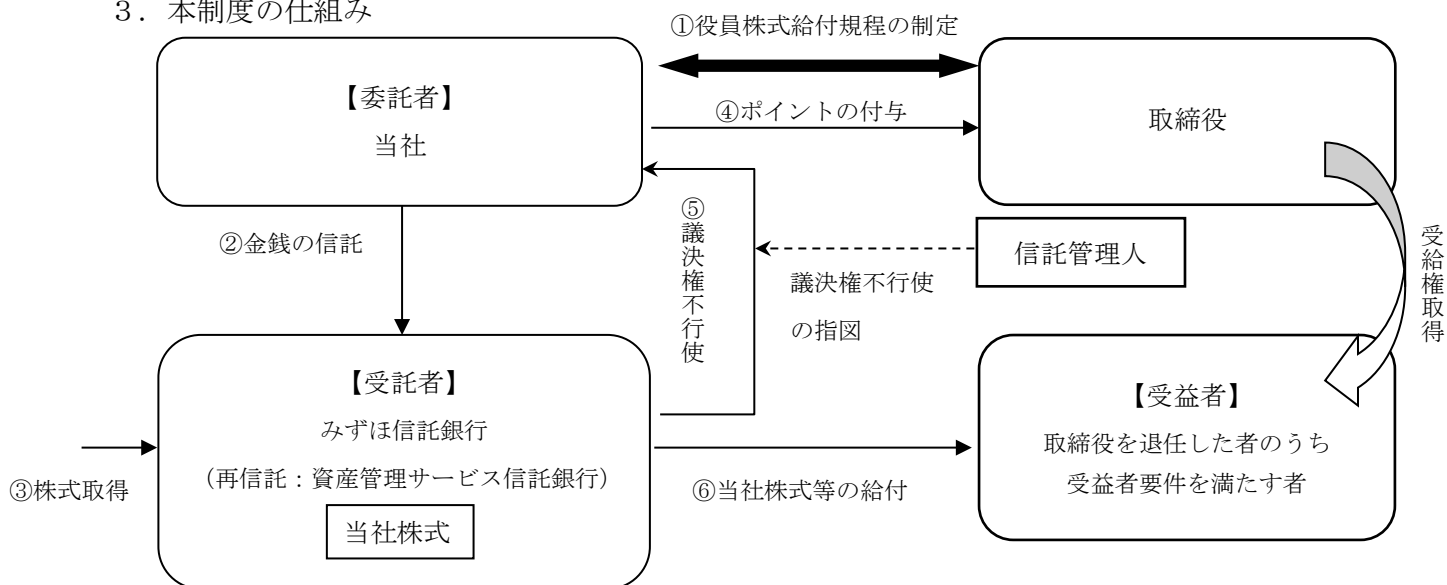 ３．本制度の仕組み
①役員株式給付規程の制定
【委託者】
当社
④ポイントの付与
取締役
②金銭の信託
⑤議決権不行使
議決権不行使
の指図
信託管理人
受給権取得
【受託者】
みずほ信託銀行
（再信託：資産管理サービス信託銀行）
当社株式
③株式取得
⑥当社株式等の給付
【受益者】
取締役を退任した者のうち
受益者要件を満たす者